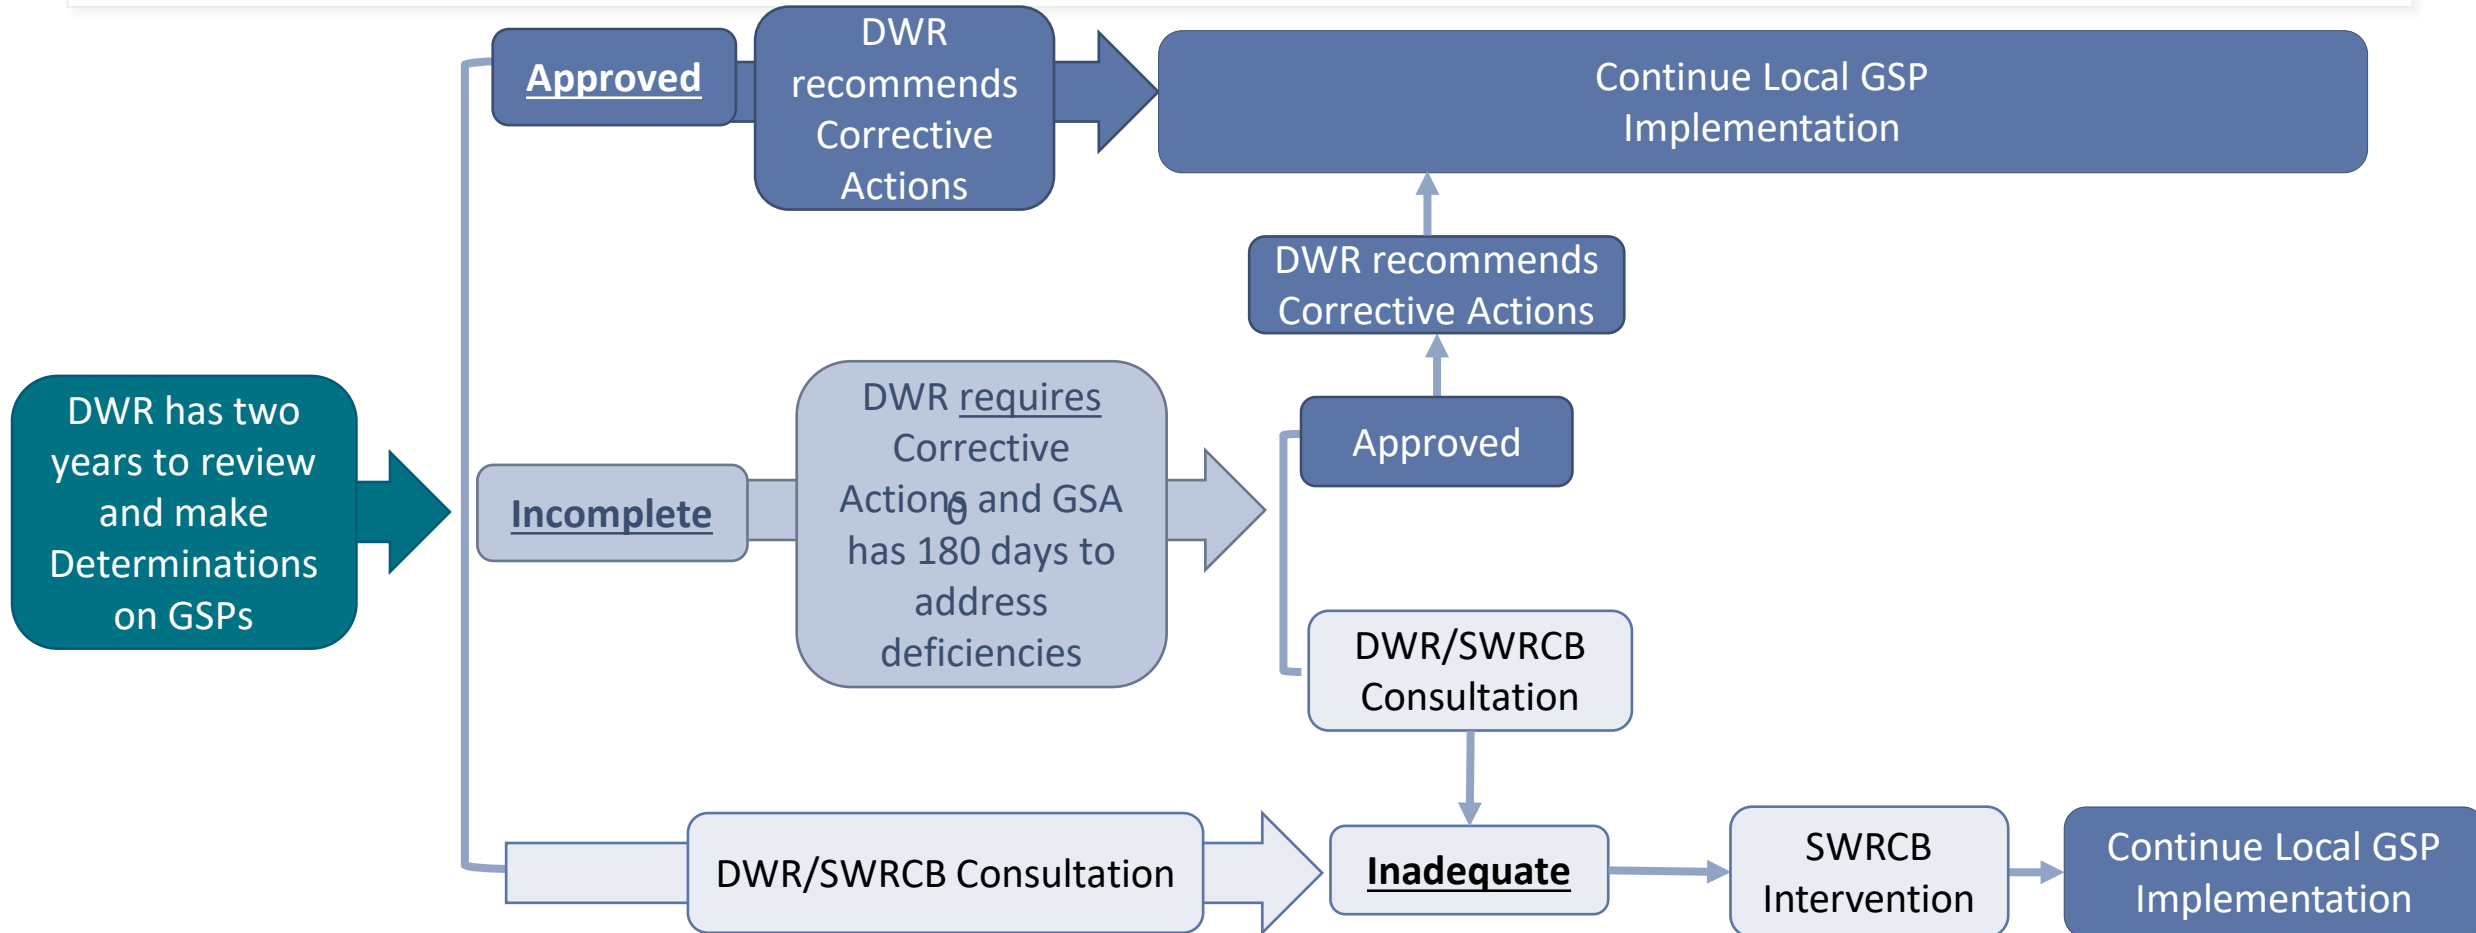 Approved
DWR
recommends
Corrective
Actions
Continue Local GSP
Implementation
DWR recommends
Corrective Actions
DWR has two
years to review
and make
Determinations
on GSPs
Incomplete
DWR requires
Corrective
Actions and GSA
has 180 days to
address
deficiencies
0
Approved
DWR/SWRCB
Consultation
DWR/SWRCB Consultation
Inadequate
SWRCB
Intervention
Continue Local GSP
Implementation